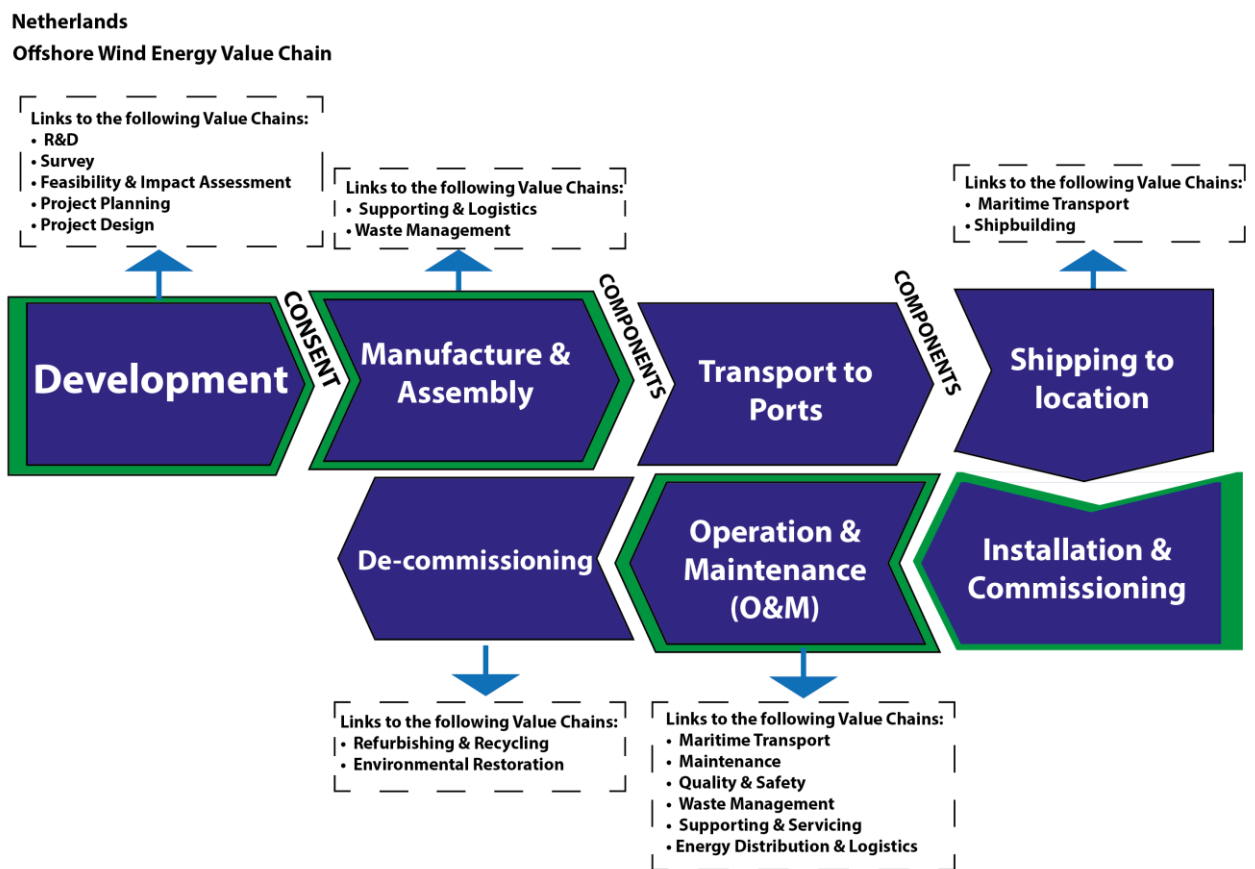 Netherlands
Offshore Wind Energy Value Chain
Links to the following Value Chains:
• R&D
• Survey
• Feasibility & Impact Assessment
• Project Planning
• Project Design
Links to the following Value Chains:
• Supporting & Logistics
• Waste Management
Links to the following Value Chains:
• Maritime Transport
• Shipbuilding
Development
CONSENT
Manufacture &
Assembly
COMPONENTS
Transport to
Ports
COMPONENTS
Shipping to
location
De-commissioning
Operation &
Maintenance
(O&M)
Installation &
Commissioning
Links to the following Value Chains:
• Refurbishing & Recycling
• Environmental Restoration
Links to the following Value Chains:
• Maritime Transport
• Maintenance
• Quality & Safety
• Waste Management
• Supporting & Servicing
• Energy Distribution & Logistics